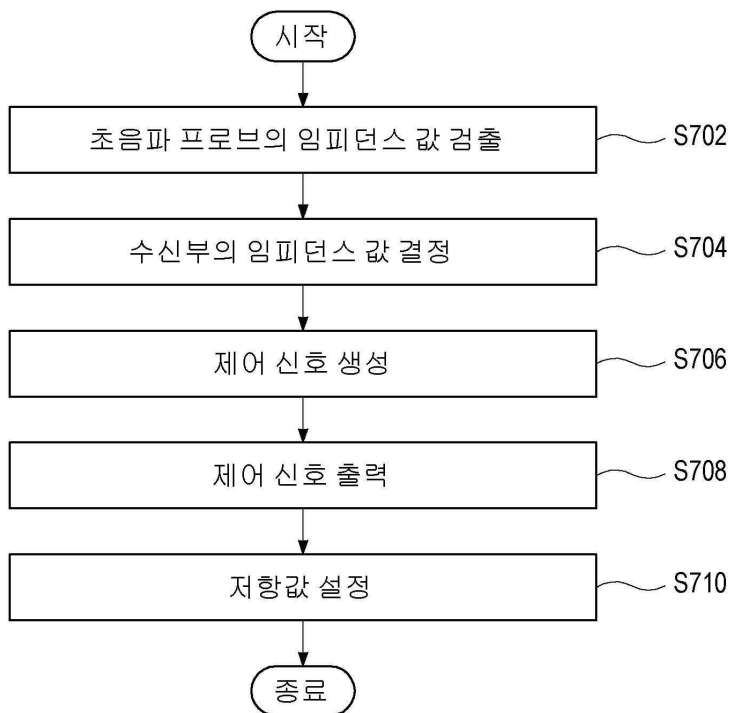 시작
초음파 프로브의 임피던스 값 검출
S702
수신부의 임피던스 값 결정
S704
제어 신호 생성
S706
제어 신호 출력
S708
저항값 설정
S710
종료